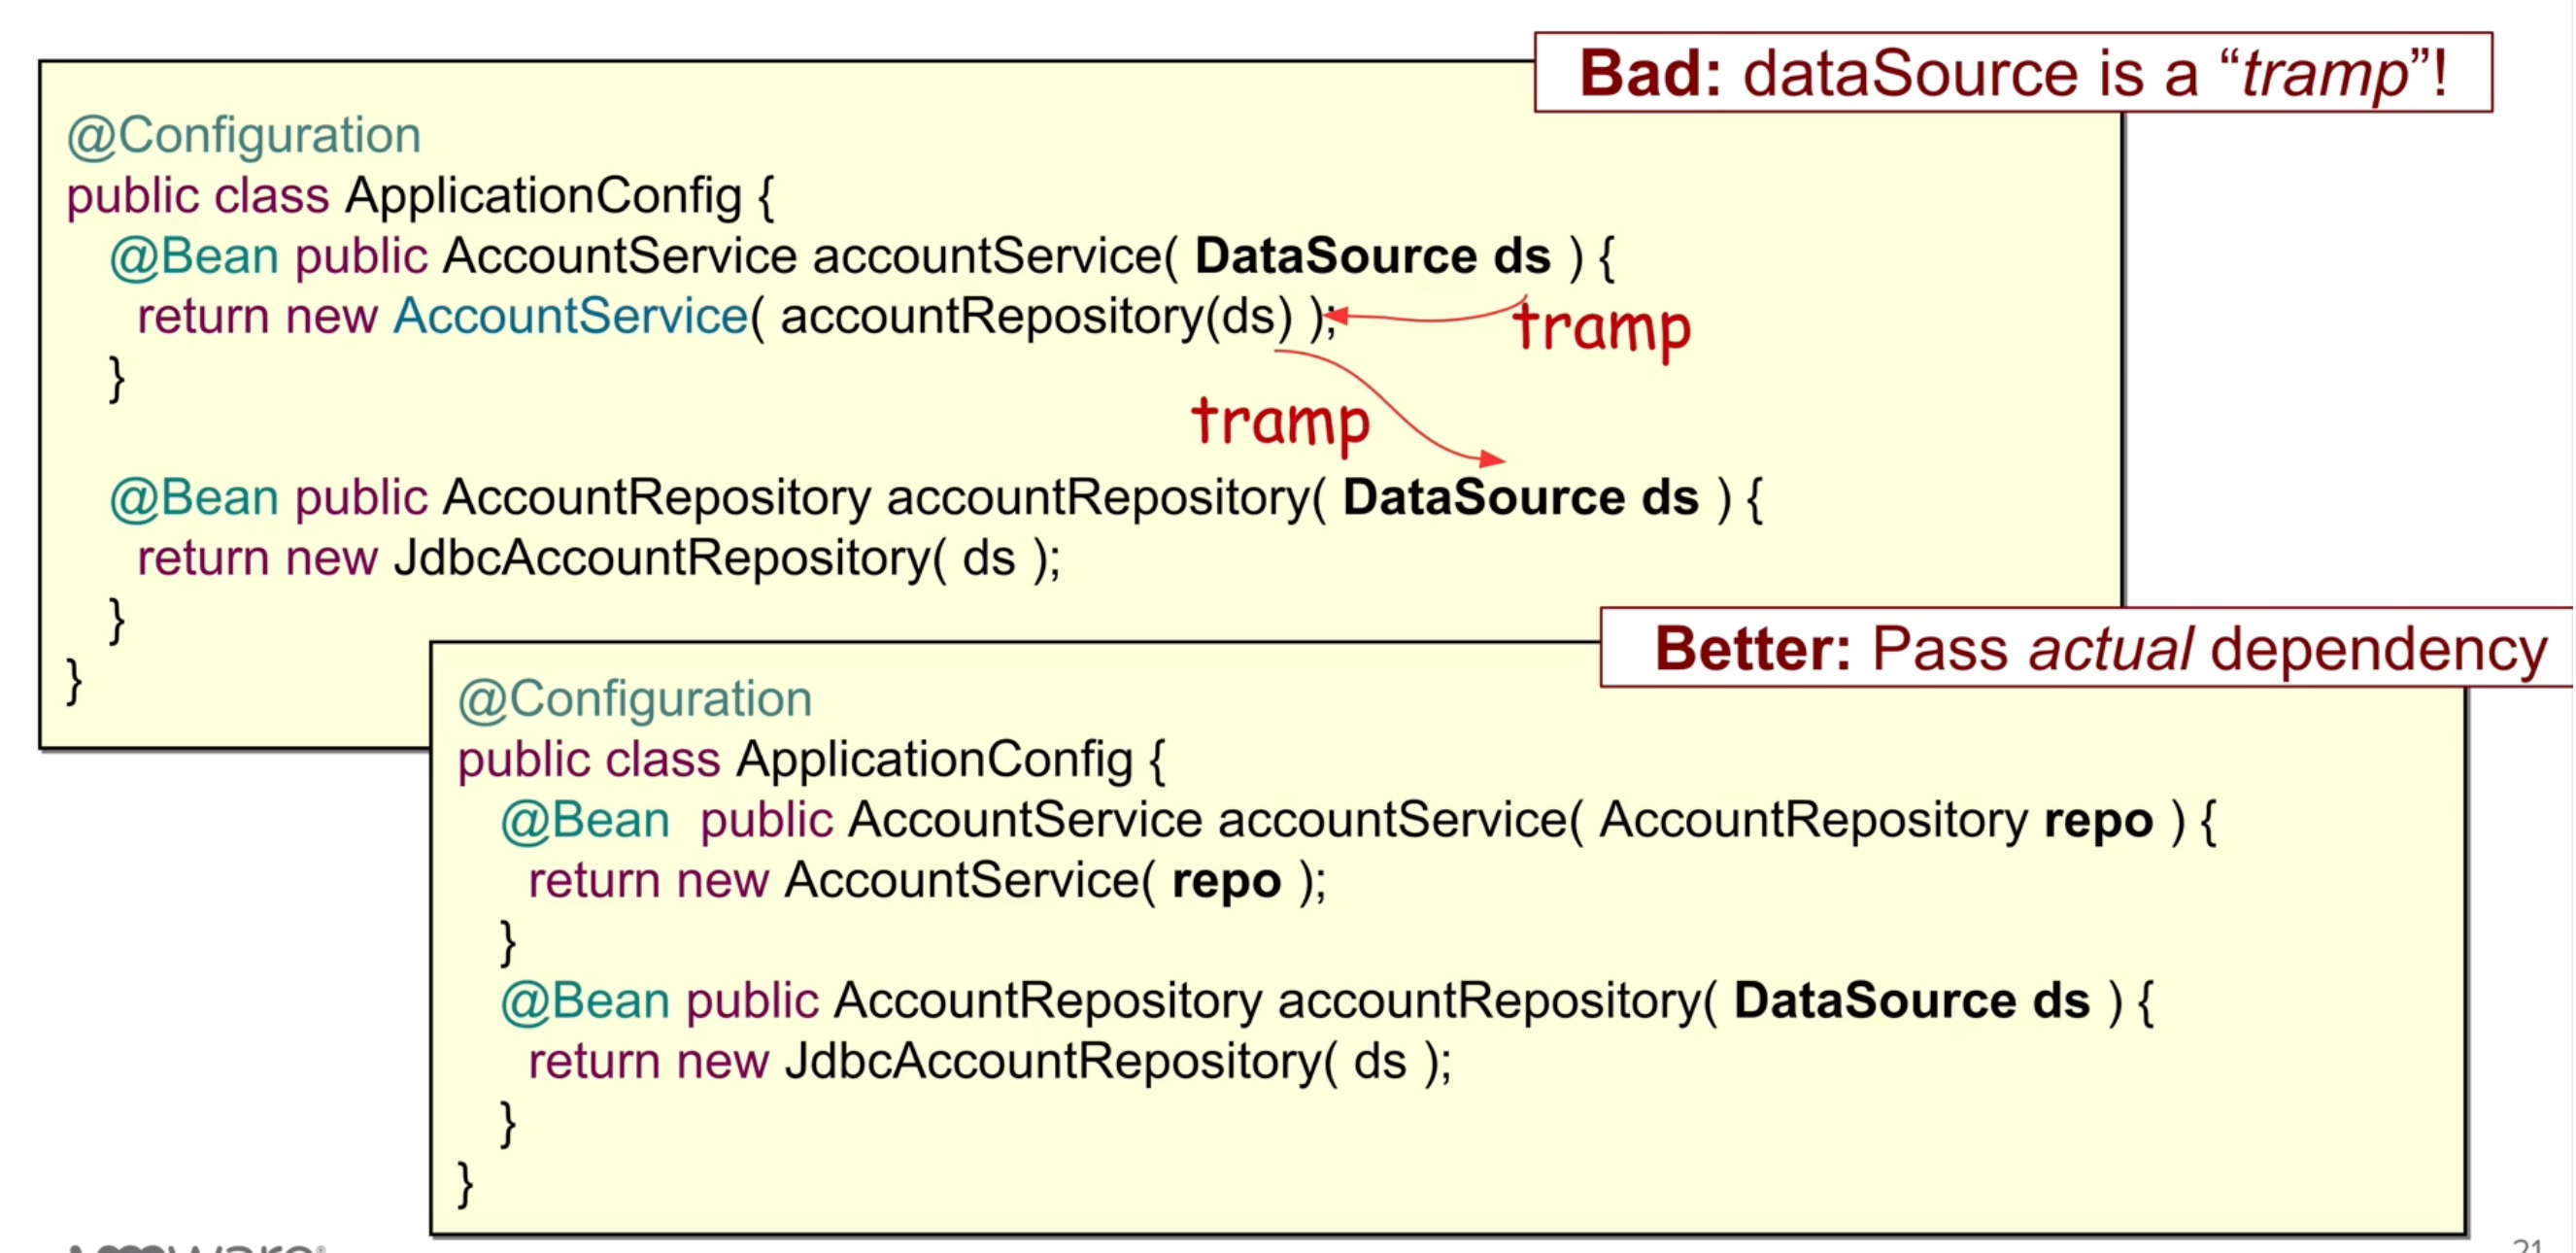 Bad: dataSource is a “tramp”!
@Configuration
public class ApplicationConfig {
@Bean public AccountService accountService( DataSource ds ) {
return new AccountService( accountRepository(ds) );
tramp
}
tramp
@Bean public AccountRepository accountRepository( DataSource ds ) {
return new JdbcAccountRepository( ds );
}
}
Better: Pass actual dependency
@Configuration
public class ApplicationConfig {
@Bean public AccountService accountService( AccountRepository repo ) {
return new AccountService( repo );
}
@Bean public AccountRepository accountRepository( DataSource ds ) {
return new JdbcAccountRepository( ds );
}
}
21